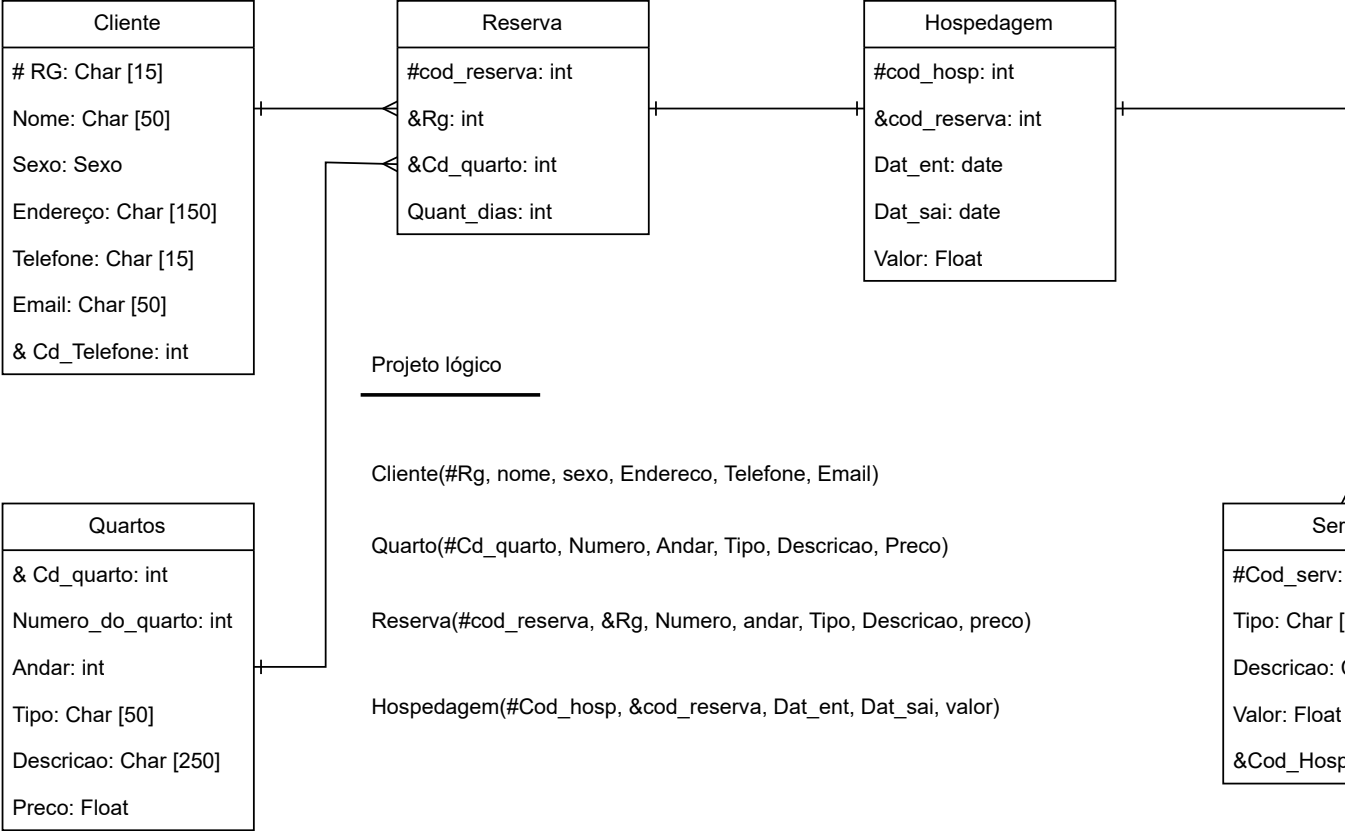 Cliente
# RG: Char [15]
Nome: Char [50]
Sexo: Sexo
Endereço: Char [150]
Telefone: Char [15]
Email: Char [50]
& Cd_Telefone: int
Reserva
#cod_reserva: int
&Rg: int
&Cd_quarto: int
Quant_dias: int
Hospedagem
#cod_hosp: int
&cod_reserva: int
Dat_ent: date
Dat_sai: date
Valor: Float
Projeto lógico
Cliente(#Rg, nome, sexo, Endereco, Telefone, Email)
Quarto(#Cd_quarto, Numero, Andar, Tipo, Descricao, Preco)
Reserva(#cod_reserva, &Rg, Numero, andar, Tipo, Descricao, preco)
Hospedagem(#Cod_hosp, &cod_reserva, Dat_ent, Dat_sai, valor)
Quartos
& Cd_quarto: int
Numero_do_quarto: int
Andar: int
Tipo: Char [50]
Descricao: Char [250]
Preco: Float
#Cod_serv:
Tipo: Char [
Descricao:
Valor: Float